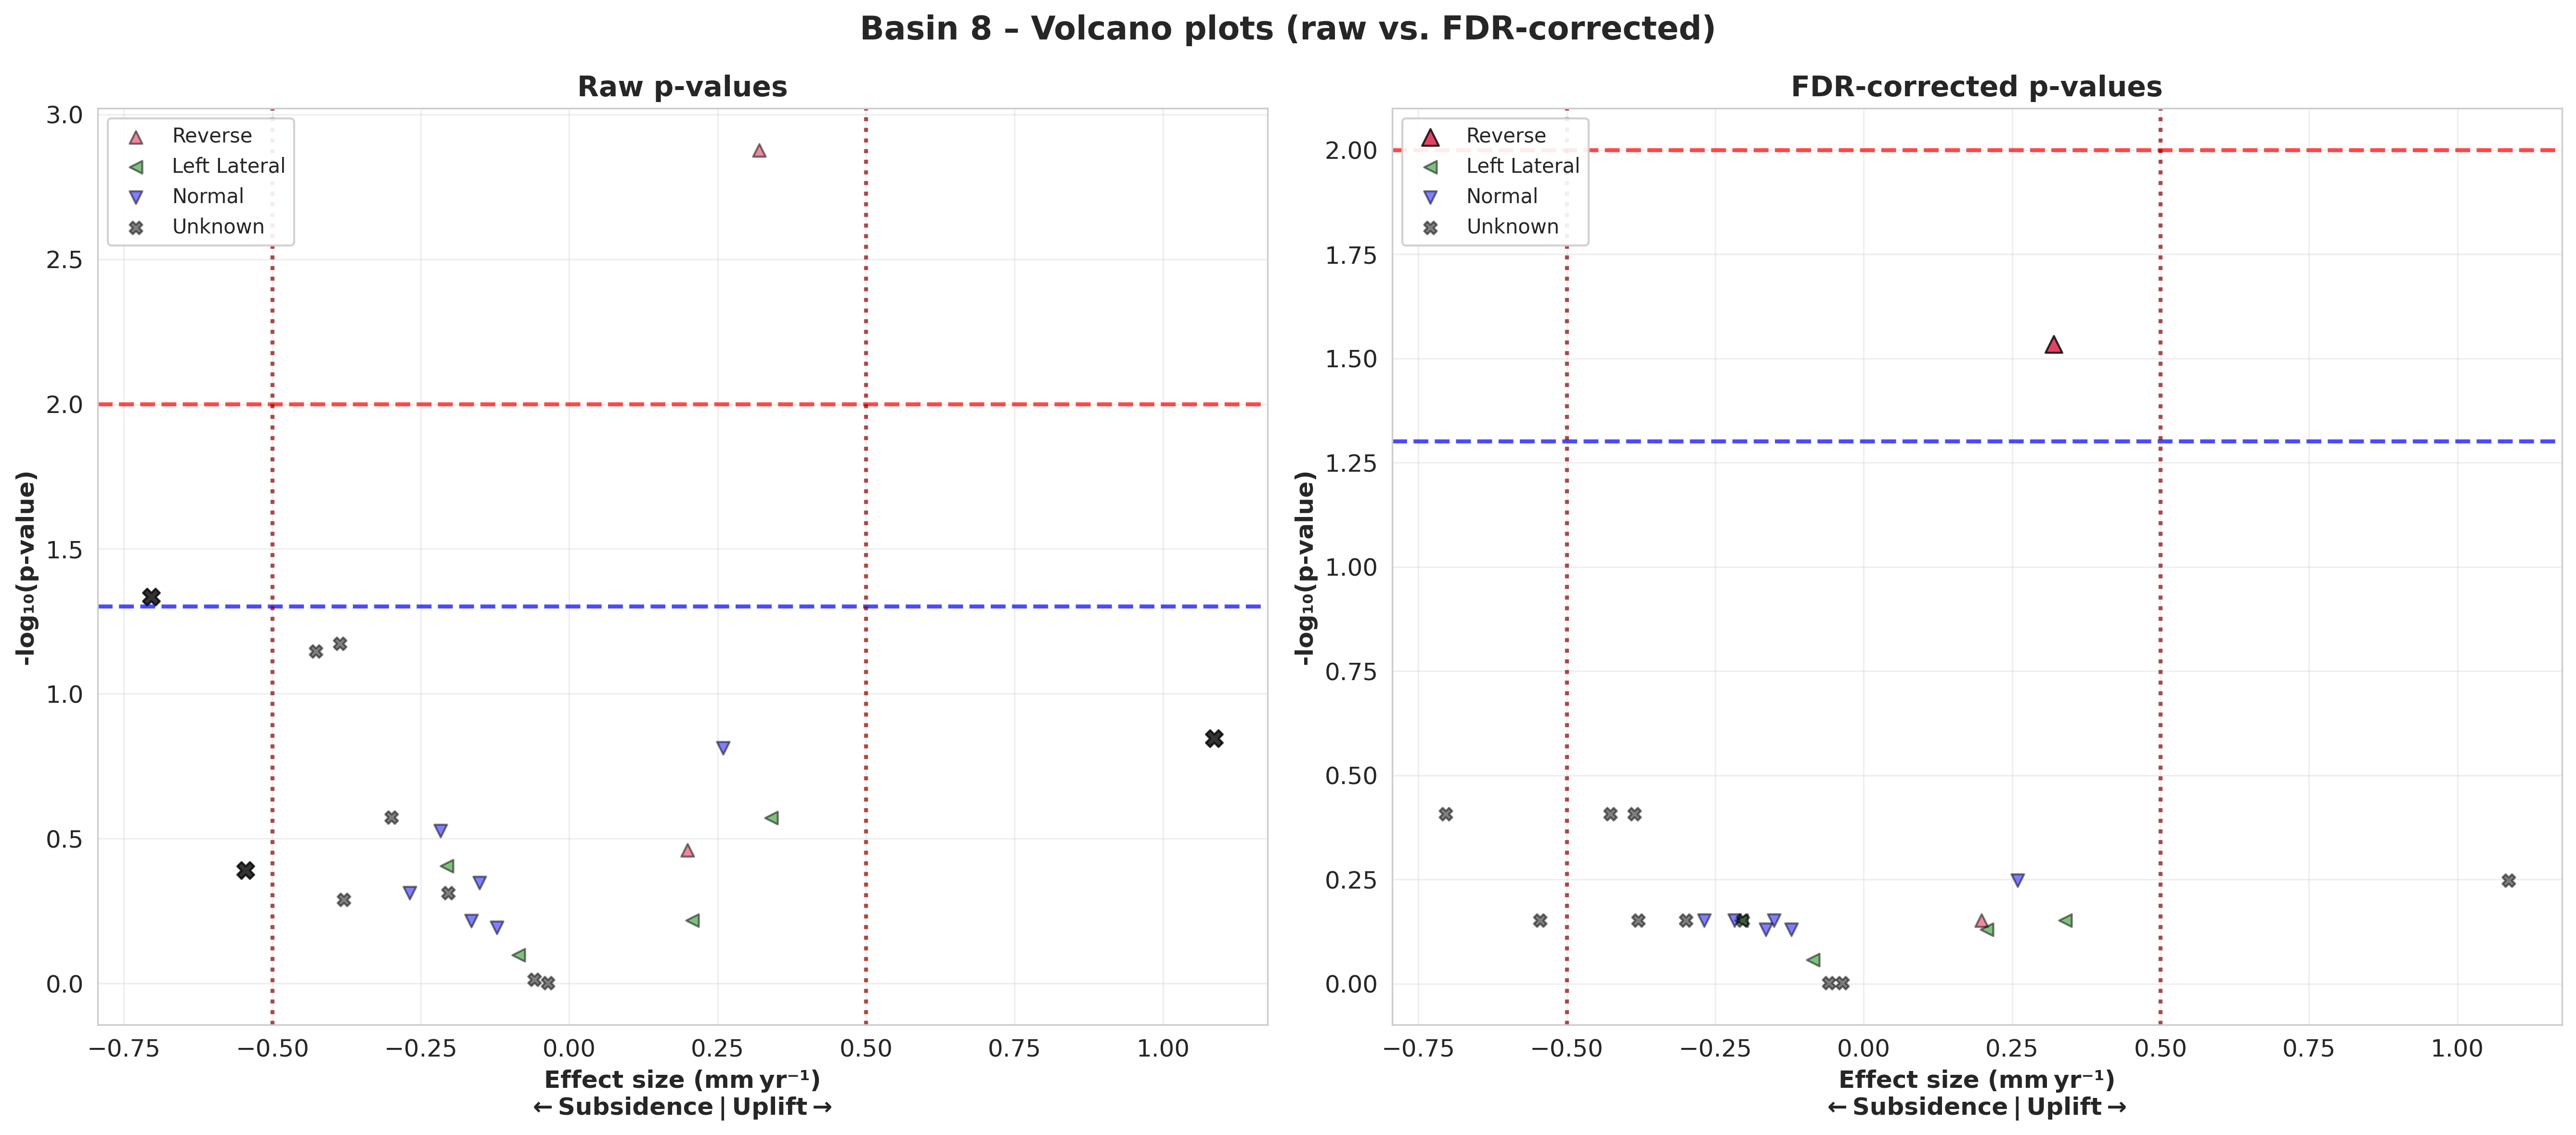 Basin 8 – Volcano plots (raw vs. FDR-corrected)
Raw p-values
Reverse
Left Lateral
Normal
Unknown
3.0
2.5
2.0
1.5
1.0
0.5
0.0
-log₁₀(p-value)
−0.75
−0.50
−0.25
0.00
0.25
0.50
0.75
1.00
Effect size (mm yr⁻¹)
←Subsidence | Uplift→
FDR-corrected p-values
Reverse
Left Lateral
Normal
Unknown
2.00
1.75
1.50
1.25
1.00
0.75
0.50
0.25
0.00
-log₁₀(p-value)
−0.75
−0.50
−0.25
0.00
0.25
0.50
0.75
1.00
Effect size (mm yr⁻¹)
←Subsidence | Uplift→